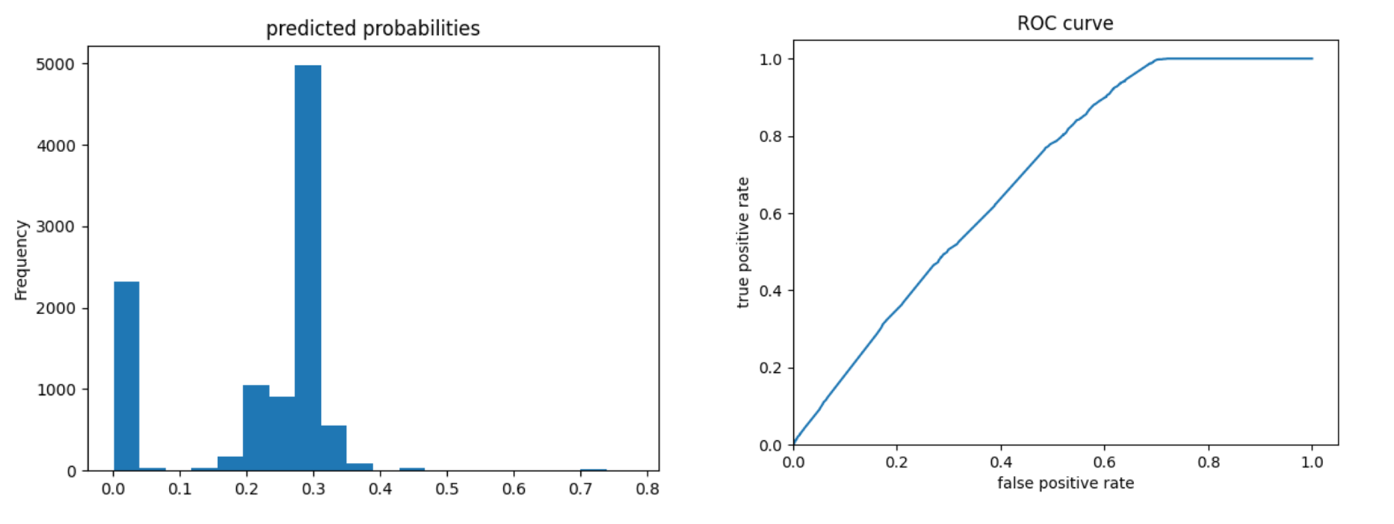 predicted probabilities
Frequency
5000
4000
3000
2000
1000
0
0.0 0.1 0.2 0.3 0.4 0.5 0.6 0.7 0.8
ROC curve
true positive rate
1.0
0.8
0.6
0.4
0.2
0.0
0.0 0.2 0.4 0.6 0.8 1.0
false positive rate